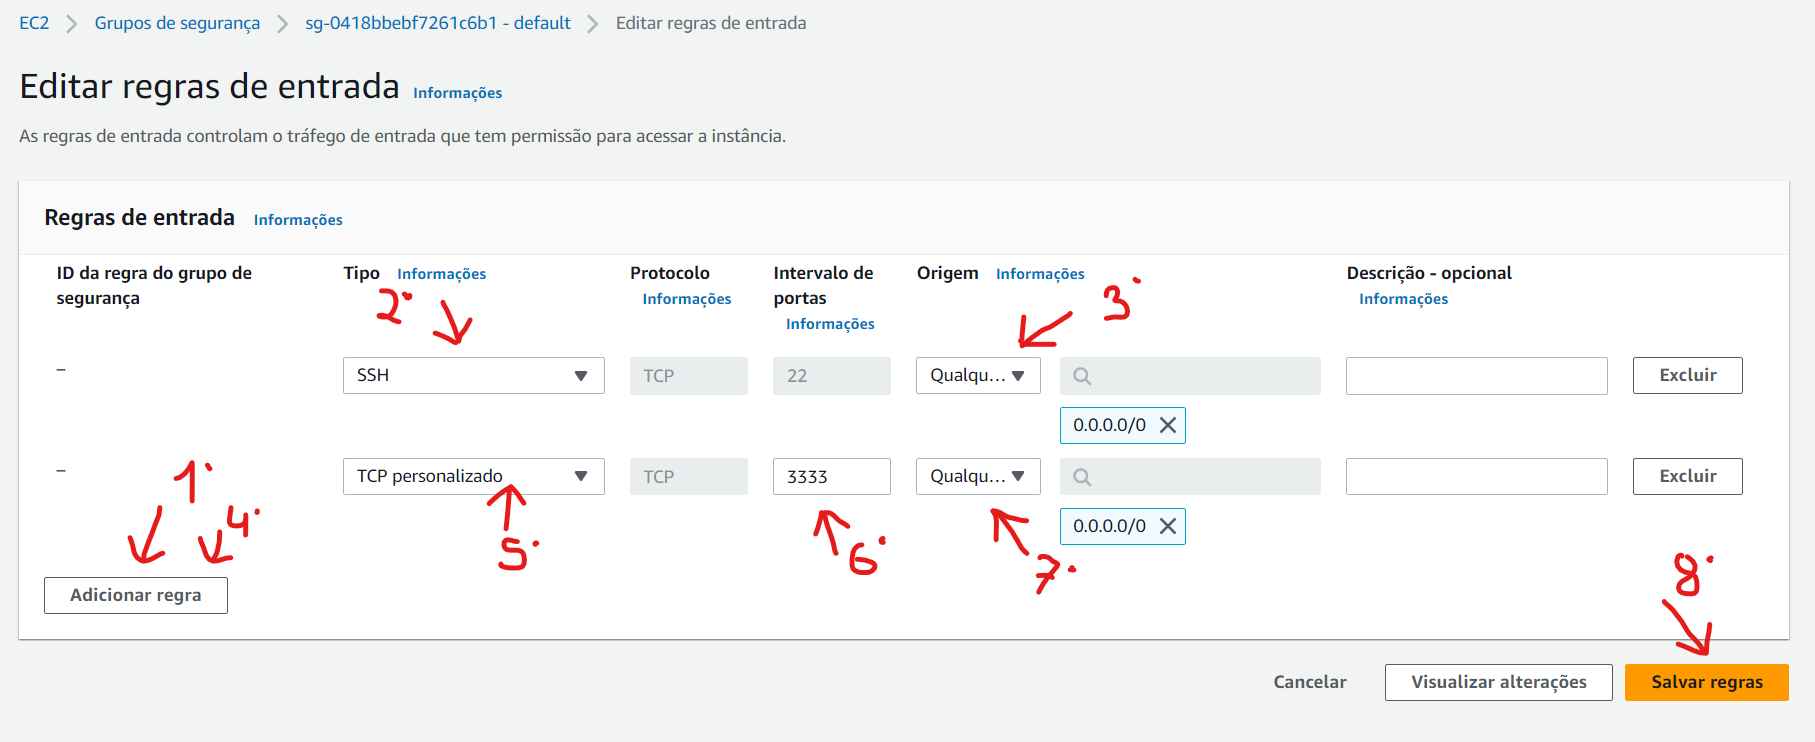 EC2 > Grupos de segurança > sg-0418bbebf7261c6b1 - default > Editar regras de entrada
Editar regras de entrada Informações
As regras de entrada controlam o tráfego de entrada que tem permissão para acessar a instância.
Regras de entrada Informações
ID da regra do grupo de
segurança
Tipo Informações
Protocolo
Informações
Intervalo de
portas
Informações
Origem Informações
Descrição - opcional
Informações
2.
3.
– SSH TCP 22 Qualqu... Excluir
0.0.0.0/0
– TCP personalizado TCP 3333 Qualqu... Excluir
0.0.0.0/0
1.
4.
5.
6.
7.
8.
Adicionar regra
Cancelar Visualizar alterações Salvar regras